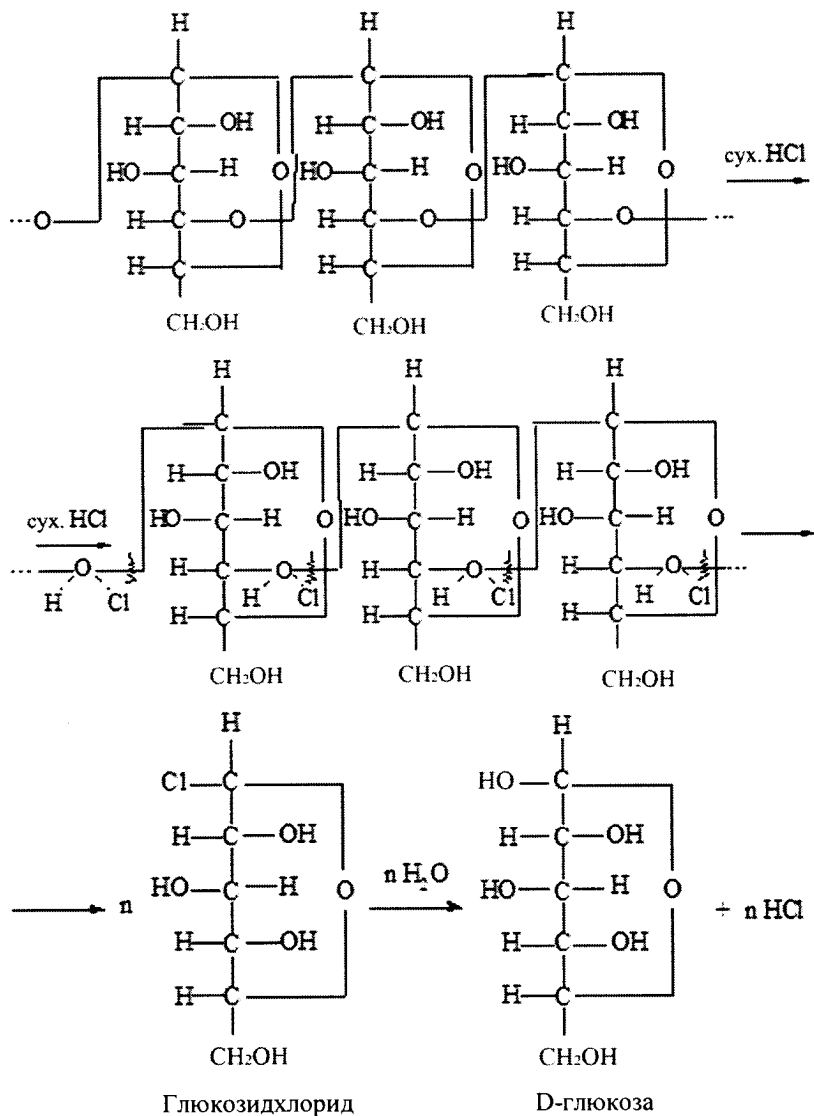 H H H
C C C
H C OH H C OH H C OH
HO C H O HO C H O HO C H O сух. HCl
··· O H C O H C O H C O ···
H C H C H C
CH₂OH CH₂OH CH₂OH
H H H
C C C
H C OH H C OH H C OH
сух. HCl HO C H O HO C H O HO C H O
··· O H C O H C O H C O ···
H Cl H C H Cl H C H Cl H C H Cl
CH₂OH CH₂OH CH₂OH
H H
Cl C HO C
H C OH H C OH
n HO C H O n H₂O HO C H O + n HCl
H C OH H C OH
H C H C
CH₂OH CH₂OH
Глюкозидхлорид D-глюкоза